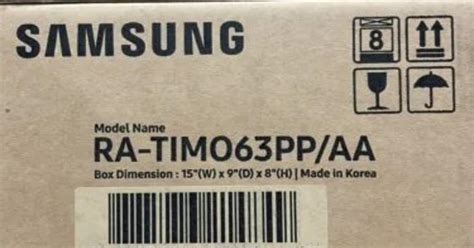 SAMSUNG
8
Model Name
RA-TIMO63PP/AA
Box Dimension : 15"(W) x 9"(D) x 8"(H) | Made in Korea